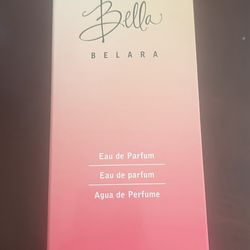 Bella
BELARA
Eau de Parfum
Eau de parfum
Agua de Perfume